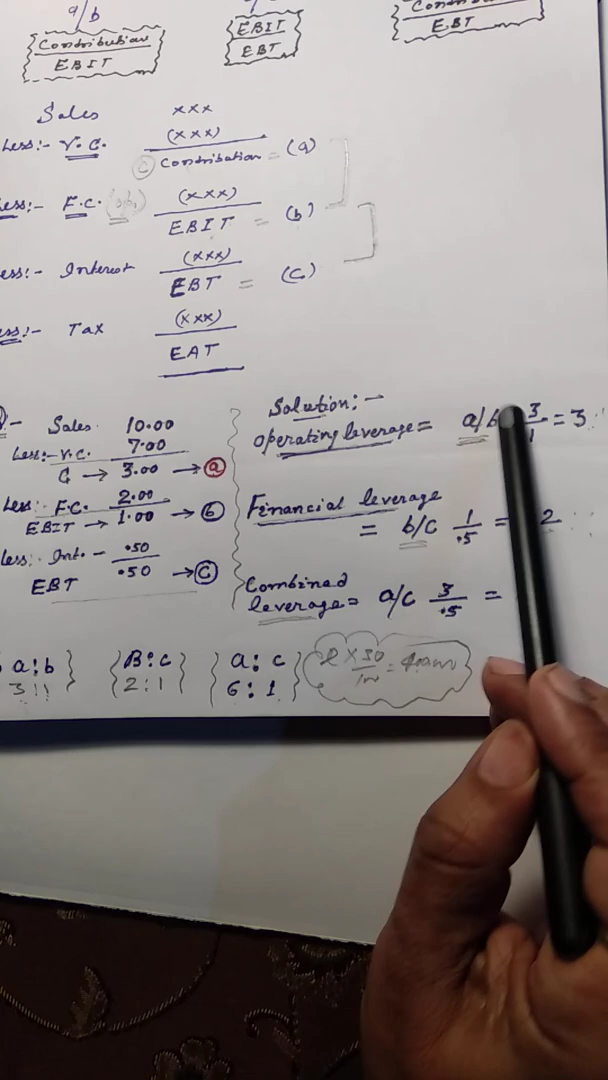 a/b
Contribution
EBIT
EBIT
EBT
EBT
Sales xxx
Less:- V.C. (xxx)
Contribution = (a)
Less:- F.C. (xxx)
EBIT = (b)
Less:- Interest (xxx)
EBT = (C)
Less:- Tax (xxx)
EAT
Sales 10.00
Less:- V.C. 7.00
C → 3.00 → a
Less:- F.C. 2.00
EBIT → 1.00 → b
Less: Int. - .50
EBT .50 → C
Solution:-
Operating leverage = a/b 3/1 = 3
Financial leverage
= b/c 1/.5 = 2
Combined
leverage = a/c 3/.5 =
a:b
B:c
2:1
a:c
6:1